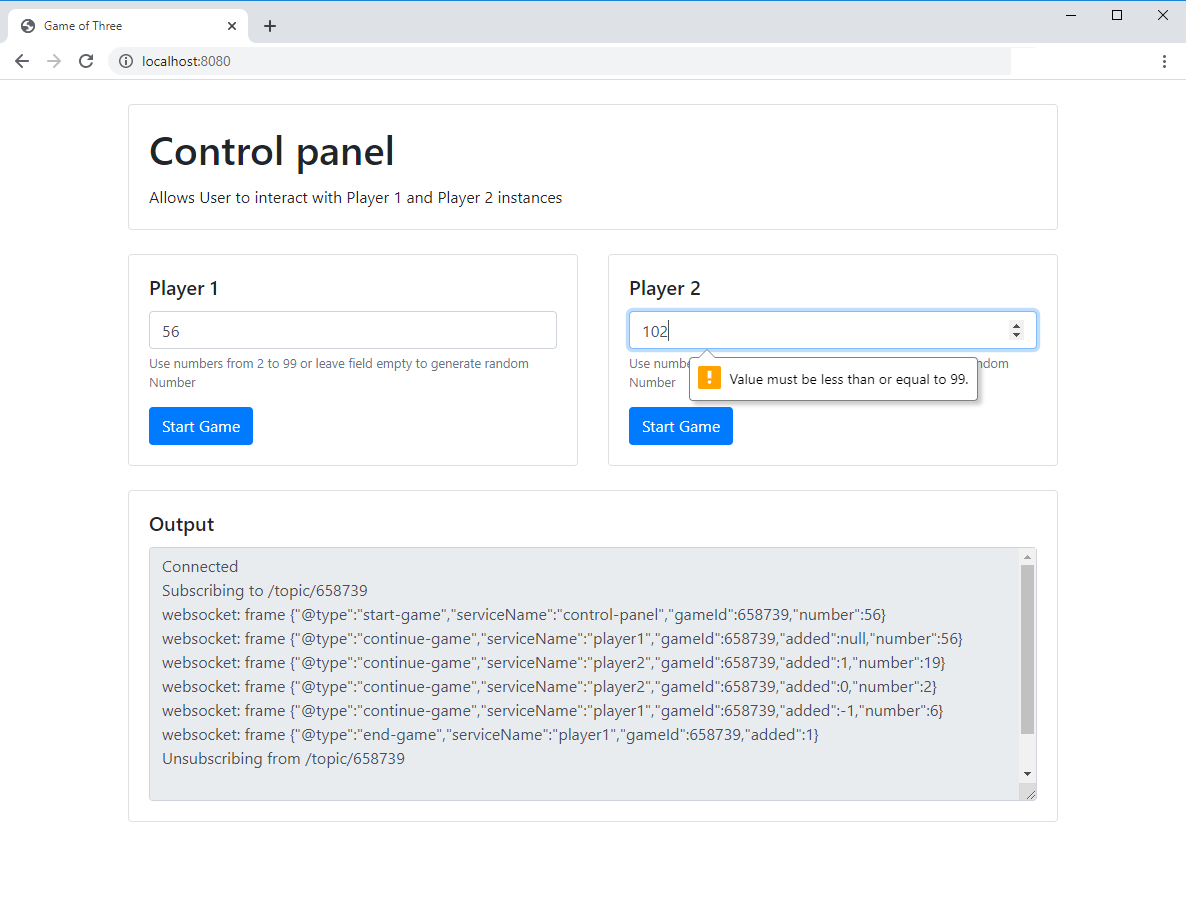 Game of Three
localhost:8080
Control panel
Allows User to interact with Player 1 and Player 2 instances
Player 1
56
Use numbers from 2 to 99 or leave field empty to generate random
Number
Start Game
Player 2
102
Use numbe
ndom
Number
Value must be less than or equal to 99.
Start Game
Output
Connected
Subscribing to /topic/658739
websocket: frame {"@type":"start-game","serviceName":"control-panel","gameId":658739,"number":56}
websocket: frame {"@type":"continue-game","serviceName":"player1","gameId":658739,"added":null,"number":56}
websocket: frame {"@type":"continue-game","serviceName":"player2","gameId":658739,"added":1,"number":19}
websocket: frame {"@type":"continue-game","serviceName":"player2","gameId":658739,"added":0,"number":2}
websocket: frame {"@type":"continue-game","serviceName":"player1","gameId":658739,"added":-1,"number":6}
websocket: frame {"@type":"end-game","serviceName":"player1","gameId":658739,"added":1}
Unsubscribing from /topic/658739